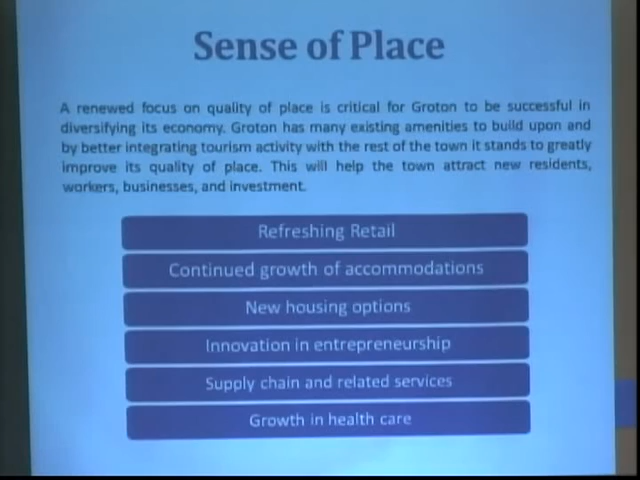 Sense of Place
A renewed focus on quality of place is critical for Groton to be successful in
diversifying its economy. Groton has many existing amenities to build upon and
by better integrating tourism activity with the rest of the town it stands to greatly
improve its quality of place. This will help the town attract new residents,
workers, businesses, and investment.
Refreshing Retail
Continued growth of accommodations
New housing options
Innovation in entrepreneurship
Supply chain and related services
Growth in health care